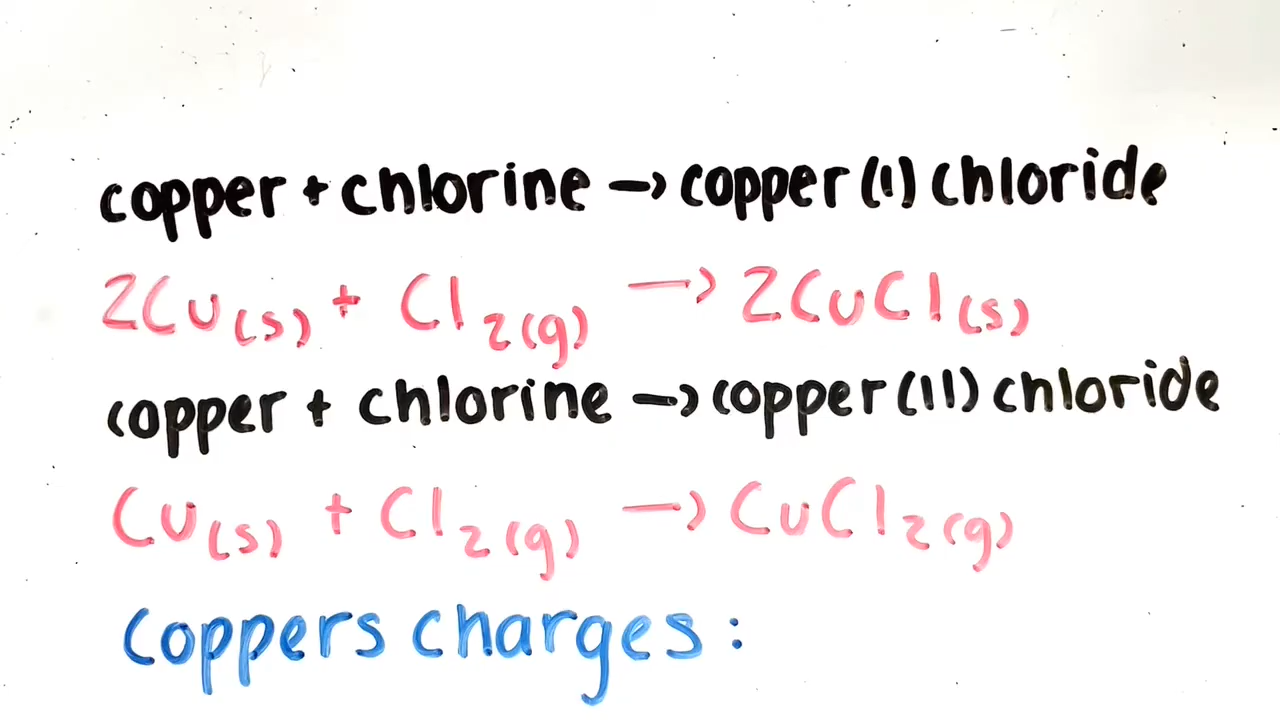 copper + chlorine → copper (I) chloride
2Cu(s) + Cl2(g) → 2CuCl(s)
copper + chlorine → copper (II) chloride
Cu(s) + Cl2(g) → CuCl2(g)
Coppers charges: